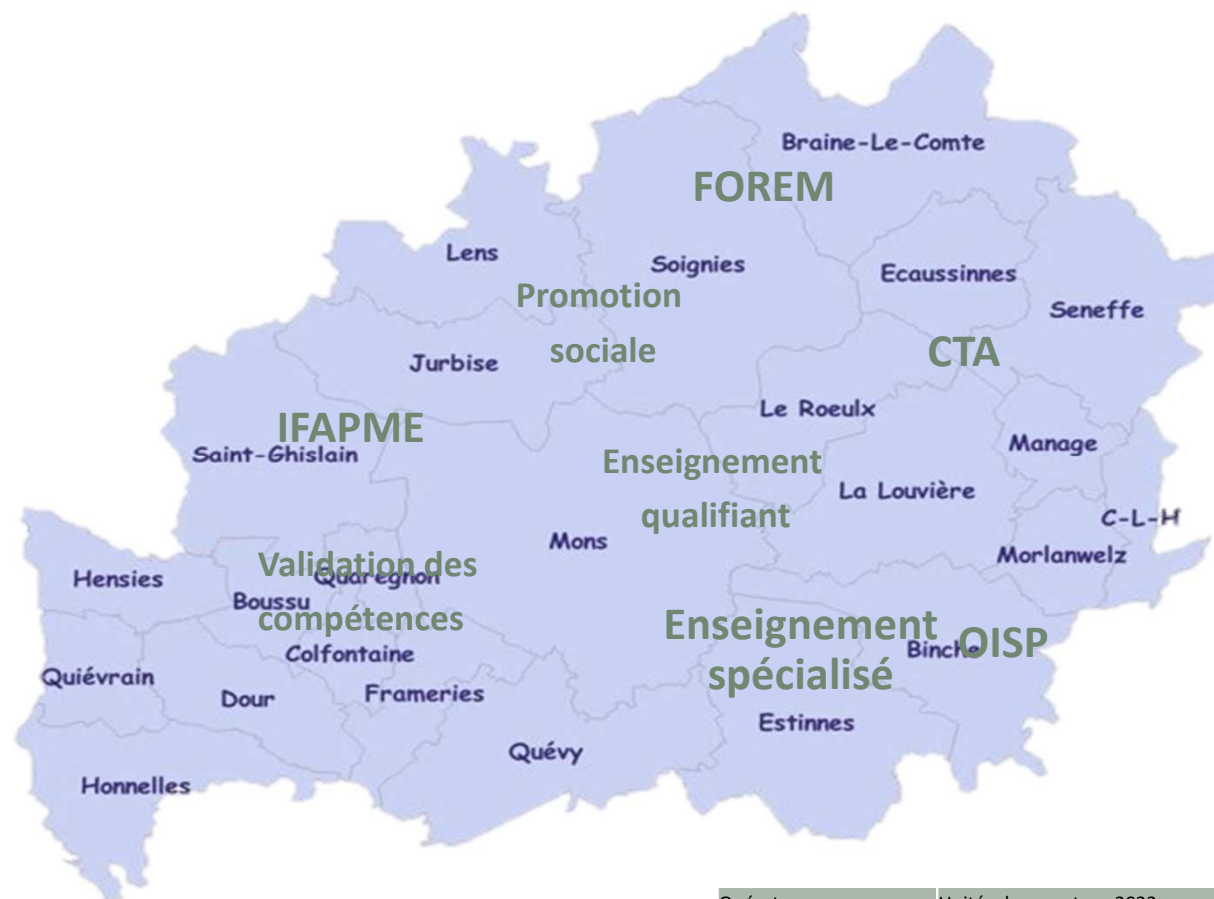 Braine-Le-Comte
FOREM
Lens
Soignies
Ecaussinnes
Promotion
sociale
Seneffe
Jurbise
CTA
Le Roeulx
IFAPME
Saint-Ghislain
Manage
Enseignement
qualifiant
La Louvière
C-L-H
Mons
Morlanwelz
Hensies
Validation des
compétences
Quaregnon
Boussu
Enseignement
spécialisé
Binche
OISP
Colfontaine
Quiévrain
Dour
Frameries
Estinnes
Quévy
Honnelles